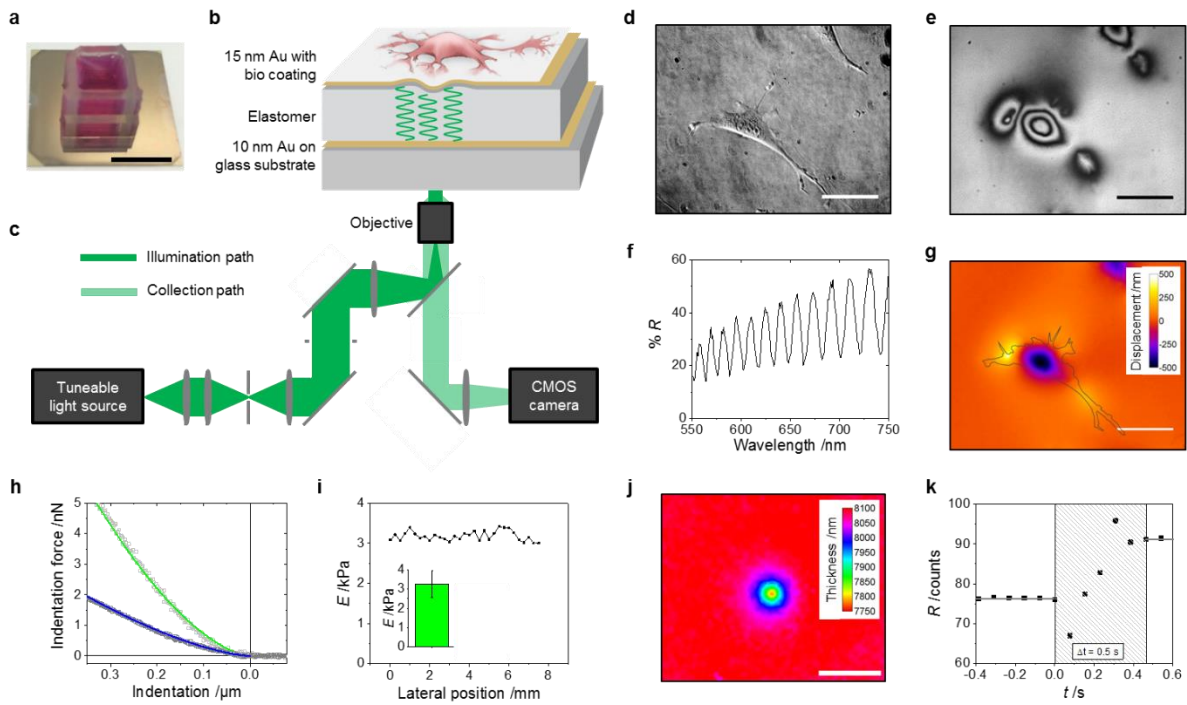 a
b
15 nm Au with
bio coating
Elastomer
10 nm Au on
glass substrate
c
Objective
Illumination path
Collection path
Tuneable
light source
CMOS
camera
d
e
f
% R
60
40
20
0
550
600
650
700
750
Wavelength /nm
g
Displacement /nm
500
250
0
-250
-500
h
Indentation force /nN
5
4
3
2
1
0
0.3
0.2
0.1
0.0
Indentation /µm
i
E /kPa
4
3
2
1
0
E /kPa
4
3
2
1
0
0
2
4
6
8
Lateral position /mm
j
Thickness /nm
8100
8050
8000
7950
7900
7850
7800
7750
k
R /counts
100
90
80
70
60
Δt = 0.5 s
-0.4
-0.2
0.0
0.2
0.4
0.6
t /s